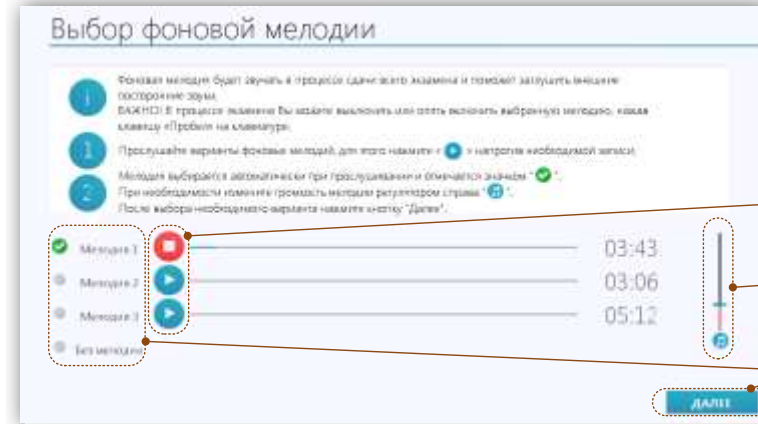 Выбор фоновой мелодии
i
Фоновая мелодия будет звучать в процессе сдачи всего экзамена и поможет заглушить внешние
посторонние звуки.
ВАЖНО! В процессе экзамена Вы можете выключить или опять включить выбранную мелодию, нажав
клавишу «Пробел» на клавиатуре.
1
Прослушайте варианты фоновых мелодий, для этого нажмите « » напротив необходимой записи;
2
Мелодия выбирается автоматически при прослушивании и отмечается значком " ".
При необходимости измените громкость мелодии регулятором справа " ".
После выбора необходимого варианта нажмите кнопку "Далее".
Мелодия 1 03:43
Мелодия 2 03:06
Мелодия 3 05:12
Без мелодии
ДАЛЕЕ